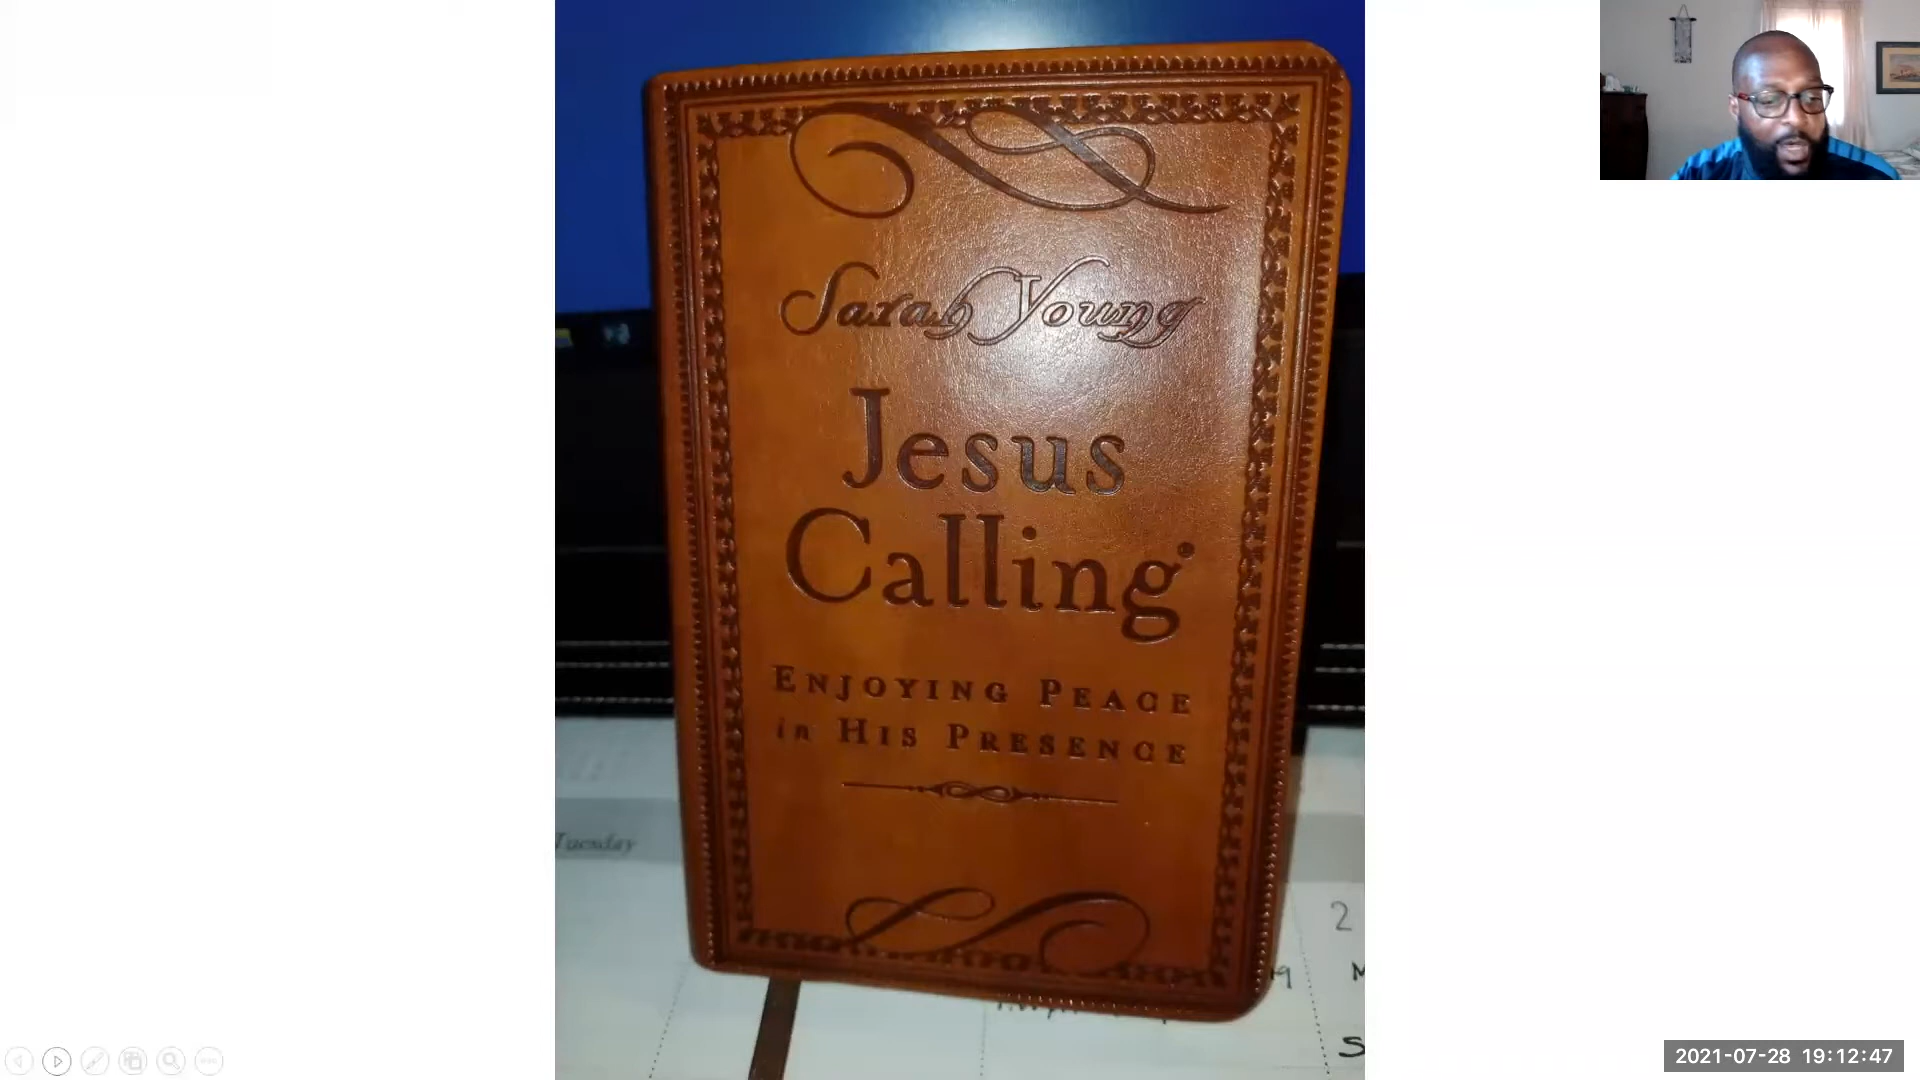 Sarah Young
Jesus
Calling®
ENJOYING PEACE
in HIS PRESENCE
Tuesday
2
2021-07-28 19:12:47